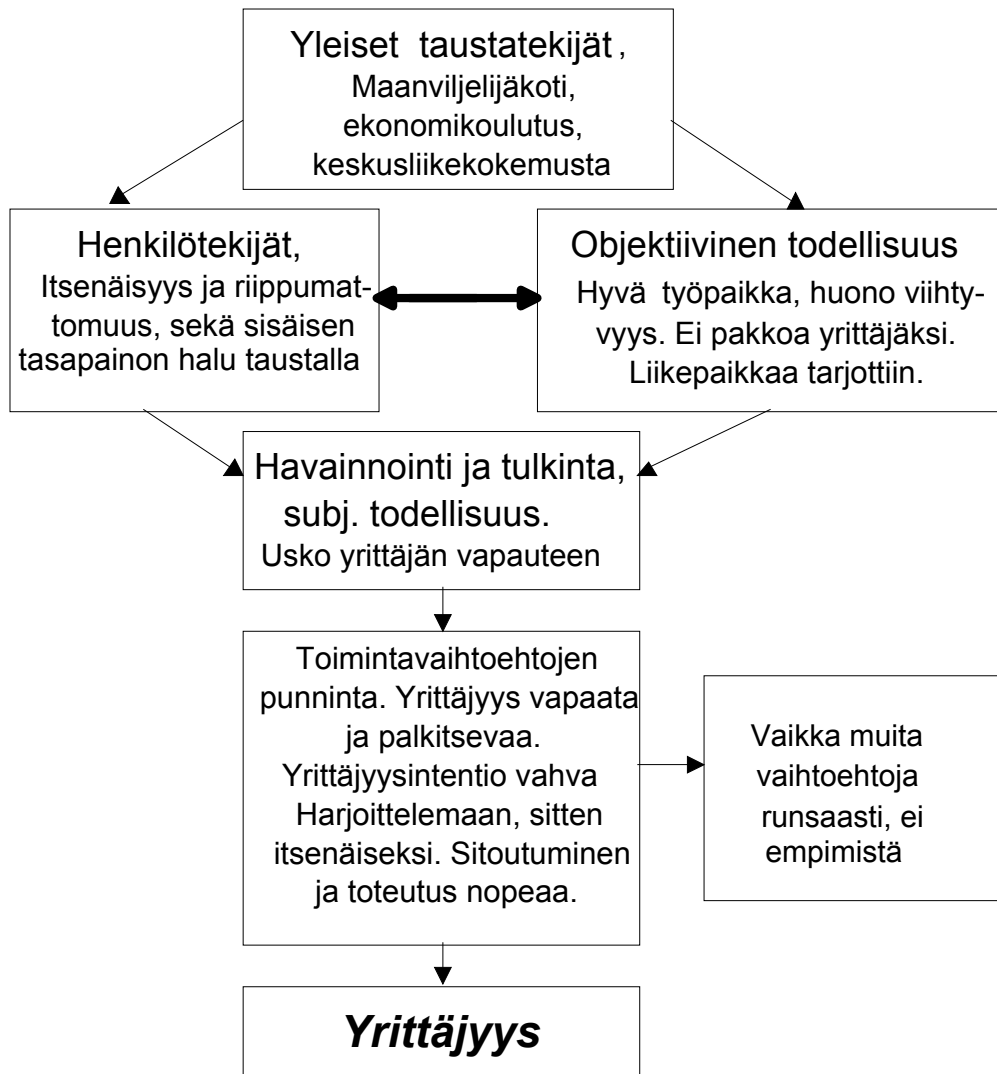 Yleiset taustatekijät ,
Maanviljelijäkoti,
ekonomikoulutus,
keskusliikekokemusta
Henkilötekijät,
Itsenäisyys ja riippumat-
tomuus, sekä sisäisen
tasapainon halu taustalla
Objektiivinen todellisuus
Hyvä työpaikka, huono viihty-
vyys. Ei pakkoa yrittäjäksi.
Liikepaikkaa tarjottiin.
Havainnointi ja tulkinta,
subj. todellisuus.
Usko yrittäjän vapauteen
Toimintavaihtoehtojen
punninta. Yrittäjyys vapaata
ja palkitsevaa.
Yrittäjyysintentio vahva
Harjoittelemaan, sitten
itsenäiseksi. Sitoutuminen
ja toteutus nopeaa.
Vaikka muita
vaihtoehtoja
runsaasti, ei
empimistä
Yrittäjyys